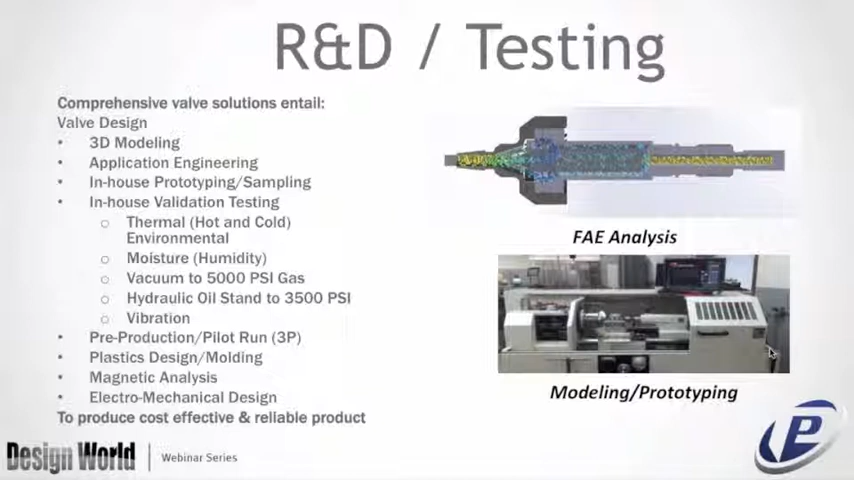 R&D / Testing
Comprehensive valve solutions entail:
Valve Design
• 3D Modeling
• Application Engineering
• In-house Prototyping/Sampling
• In-house Validation Testing
o Thermal (Hot and Cold)
Environmental
o Moisture (Humidity)
o Vacuum to 5000 PSI Gas
o Hydraulic Oil Stand to 3500 PSI
o Vibration
• Pre-Production/Pilot Run (3P)
• Plastics Design/Molding
• Magnetic Analysis
• Electro-Mechanical Design
To produce cost effective & reliable product
FAE Analysis
Modeling/Prototyping
Design World
Webinar Series
P